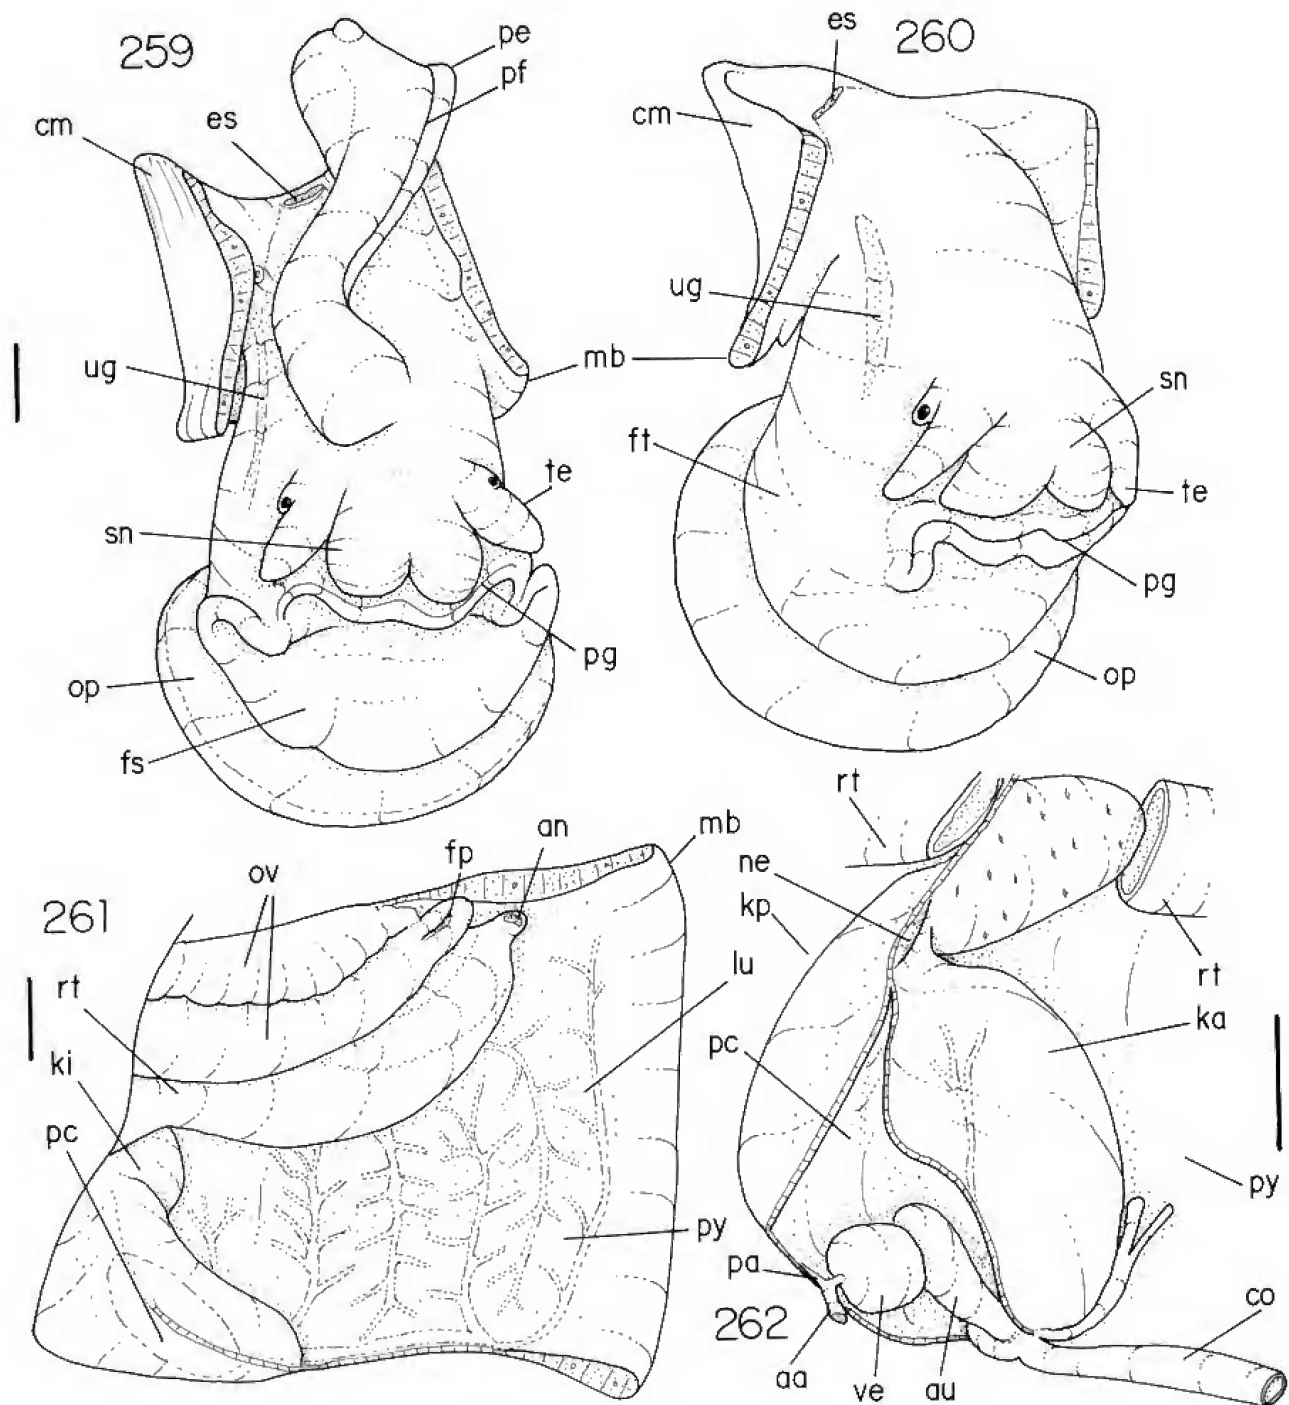 259
pe
pf
es
cm
ug
mb
te
sn
pg
op
fs
260
es
cm
ug
sn
ft
te
pg
op
261
ov
fp
an
mb
rt
lu
ki
pc
py
262
rt
ne
kp
rt
ka
pc
py
pa
co
aa
ve
au